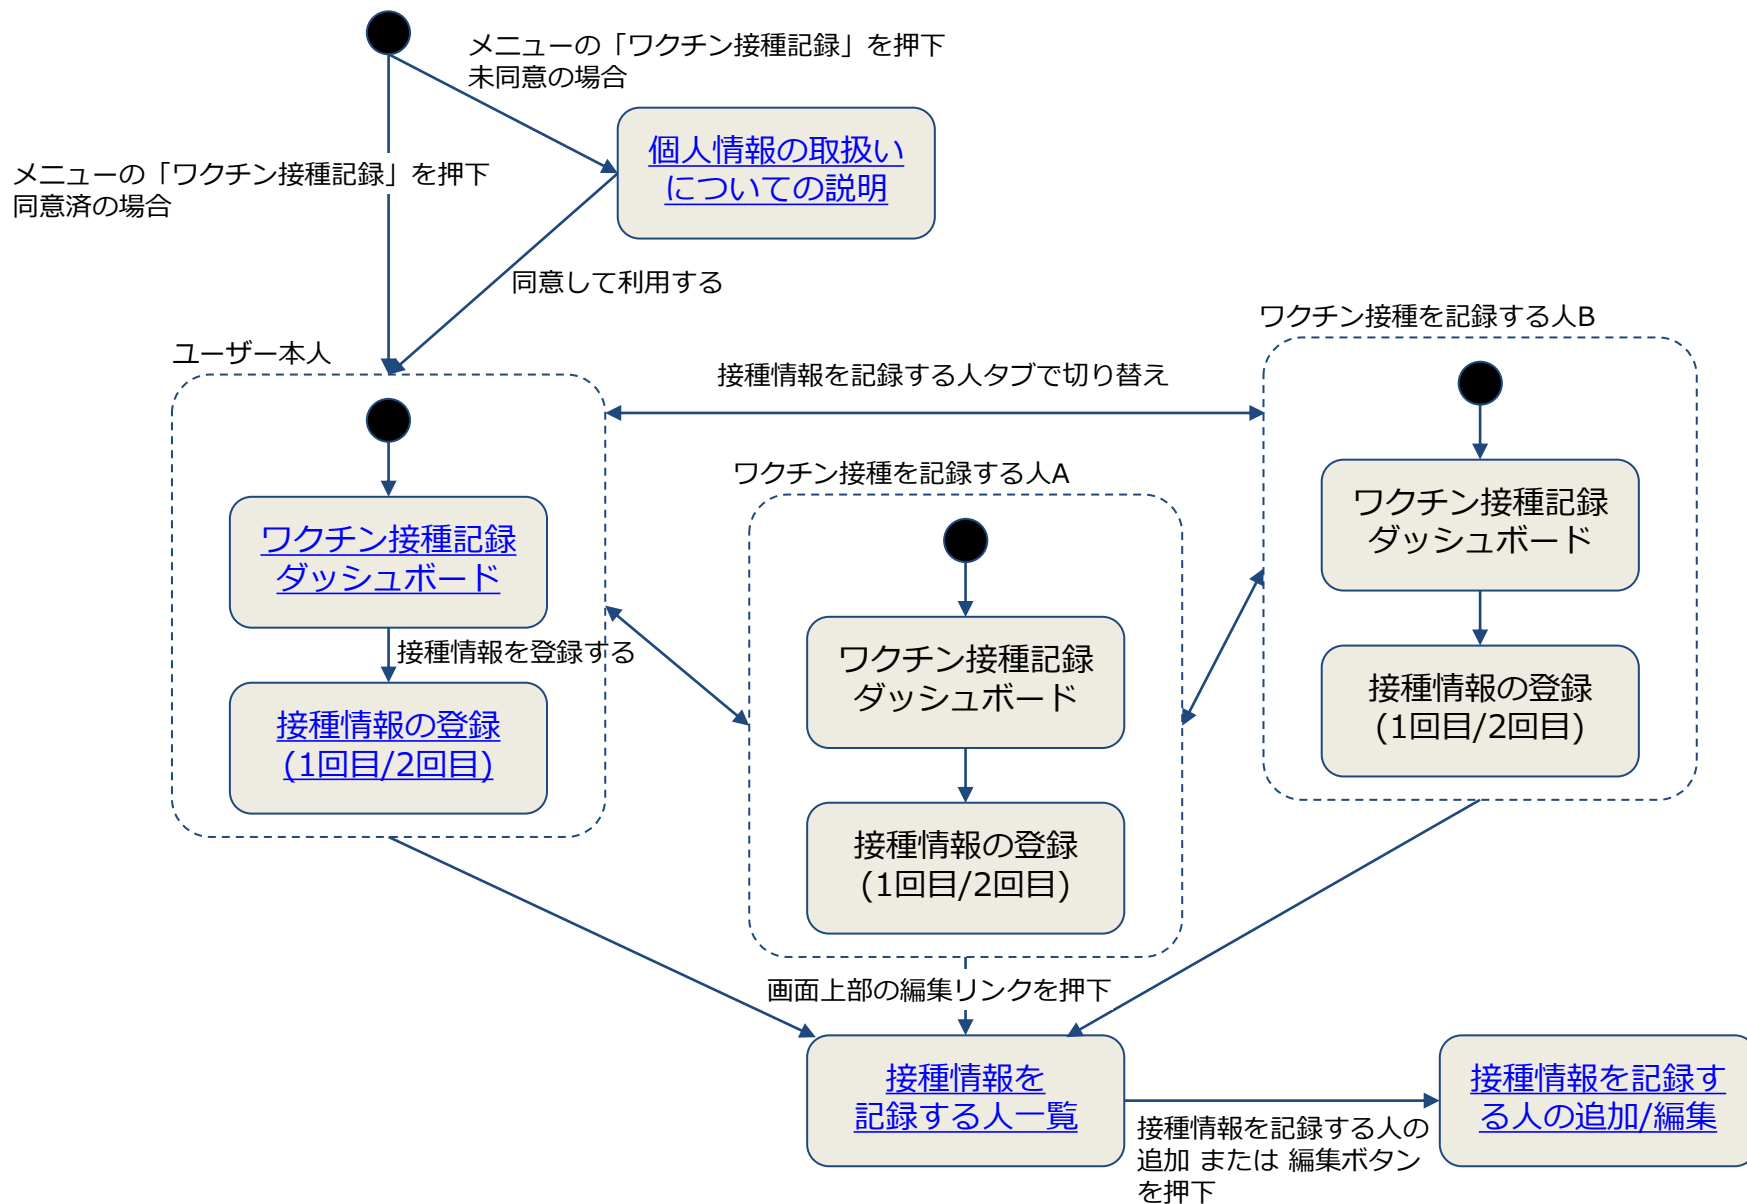 メニューの「ワクチン接種記録」を押下
未同意の場合
個人情報の取扱い
についての説明
メニューの「ワクチン接種記録」を押下
同意済の場合
同意して利用する
ワクチン接種を記録する人B
ユーザー本人
接種情報を記録する人タブで切り替え
ワクチン接種を記録する人A
ワクチン接種記録
ダッシュボード
ワクチン接種記録
ダッシュボード
接種情報を登録する
ワクチン接種記録
ダッシュボード
接種情報の登録
(1回目/2回目)
接種情報の登録
(1回目/2回目)
接種情報の登録
(1回目/2回目)
画面上部の編集リンクを押下
接種情報を
記録する人一覧
接種情報を記録す
る人の追加/編集
接種情報を記録する人の
追加 または 編集ボタン
を押下